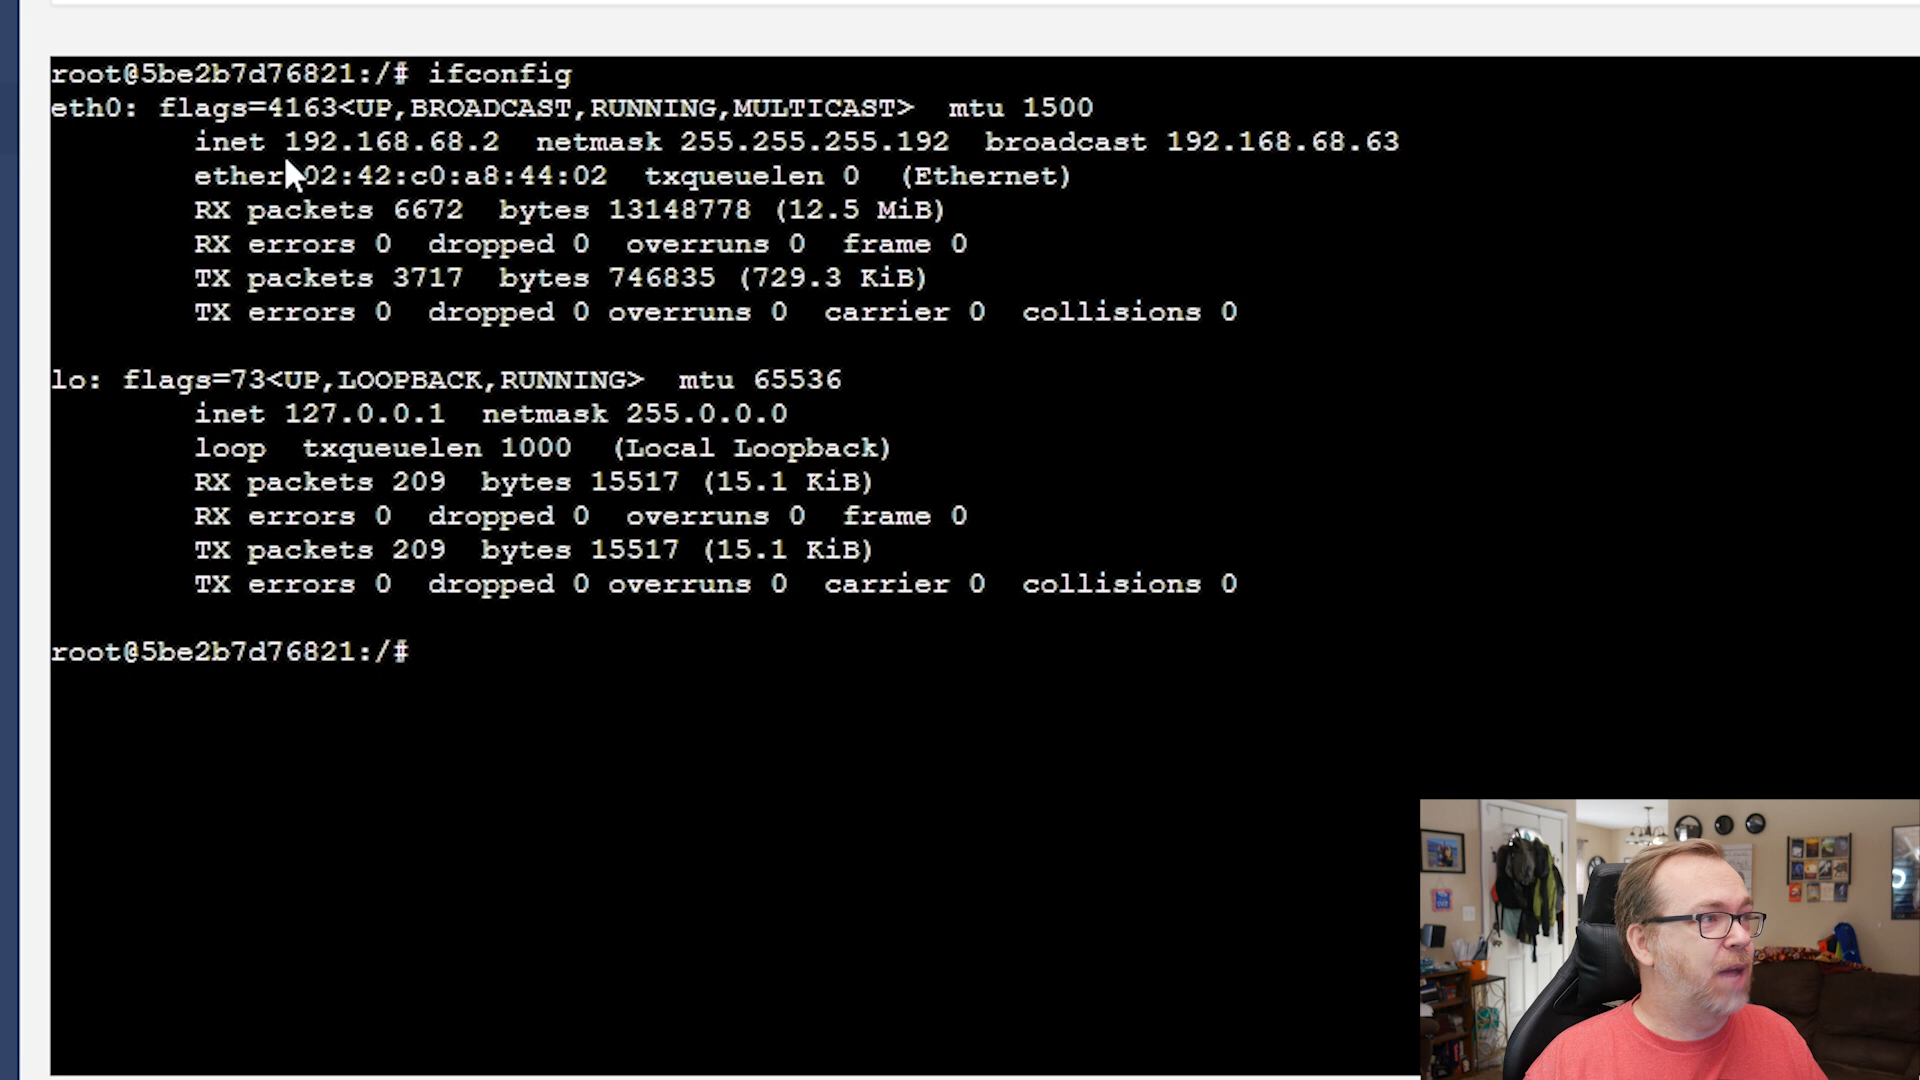 root@5be2b7d76821:/# ifconfig
eth0: flags=4163<UP,BROADCAST,RUNNING,MULTICAST>  mtu 1500
        inet 192.168.68.2  netmask 255.255.255.192  broadcast 192.168.68.63
        ether 02:42:c0:a8:44:02  txqueuelen 0  (Ethernet)
        RX packets 6672  bytes 13148778 (12.5 MiB)
        RX errors 0  dropped 0  overruns 0  frame 0
        TX packets 3717  bytes 746835 (729.3 KiB)
        TX errors 0  dropped 0 overruns 0  carrier 0  collisions 0

lo: flags=73<UP,LOOPBACK,RUNNING>  mtu 65536
        inet 127.0.0.1  netmask 255.0.0.0
        loop  txqueuelen 1000  (Local Loopback)
        RX packets 209  bytes 15517 (15.1 KiB)
        RX errors 0  dropped 0  overruns 0  frame 0
        TX packets 209  bytes 15517 (15.1 KiB)
        TX errors 0  dropped 0 overruns 0  carrier 0  collisions 0

root@5be2b7d76821:/#